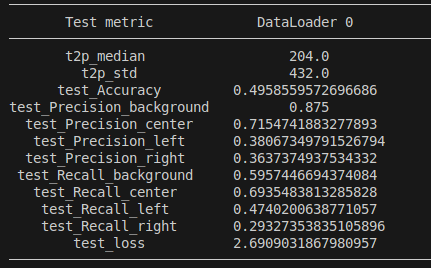 Test metric DataLoader 0
t2p_median 204.0
t2p_std 432.0
test_Accuracy 0.4958559572696686
test_Precision_background 0.875
test_Precision_center 0.7154741883277893
test_Precision_left 0.38067349791526794
test_Precision_right 0.3637374937534332
test_Recall_background 0.5957446694374084
test_Recall_center 0.6935483813285828
test_Recall_left 0.4740200638771057
test_Recall_right 0.29327353835105896
test_loss 2.6909031867980957